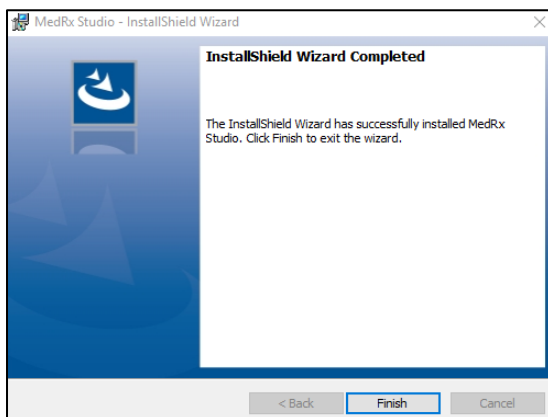 MedRx Studio - InstallShield Wizard
InstallShield Wizard Completed
The InstallShield Wizard has successfully installed MedRx
Studio. Click Finish to exit the wizard.
< Back
Finish
Cancel